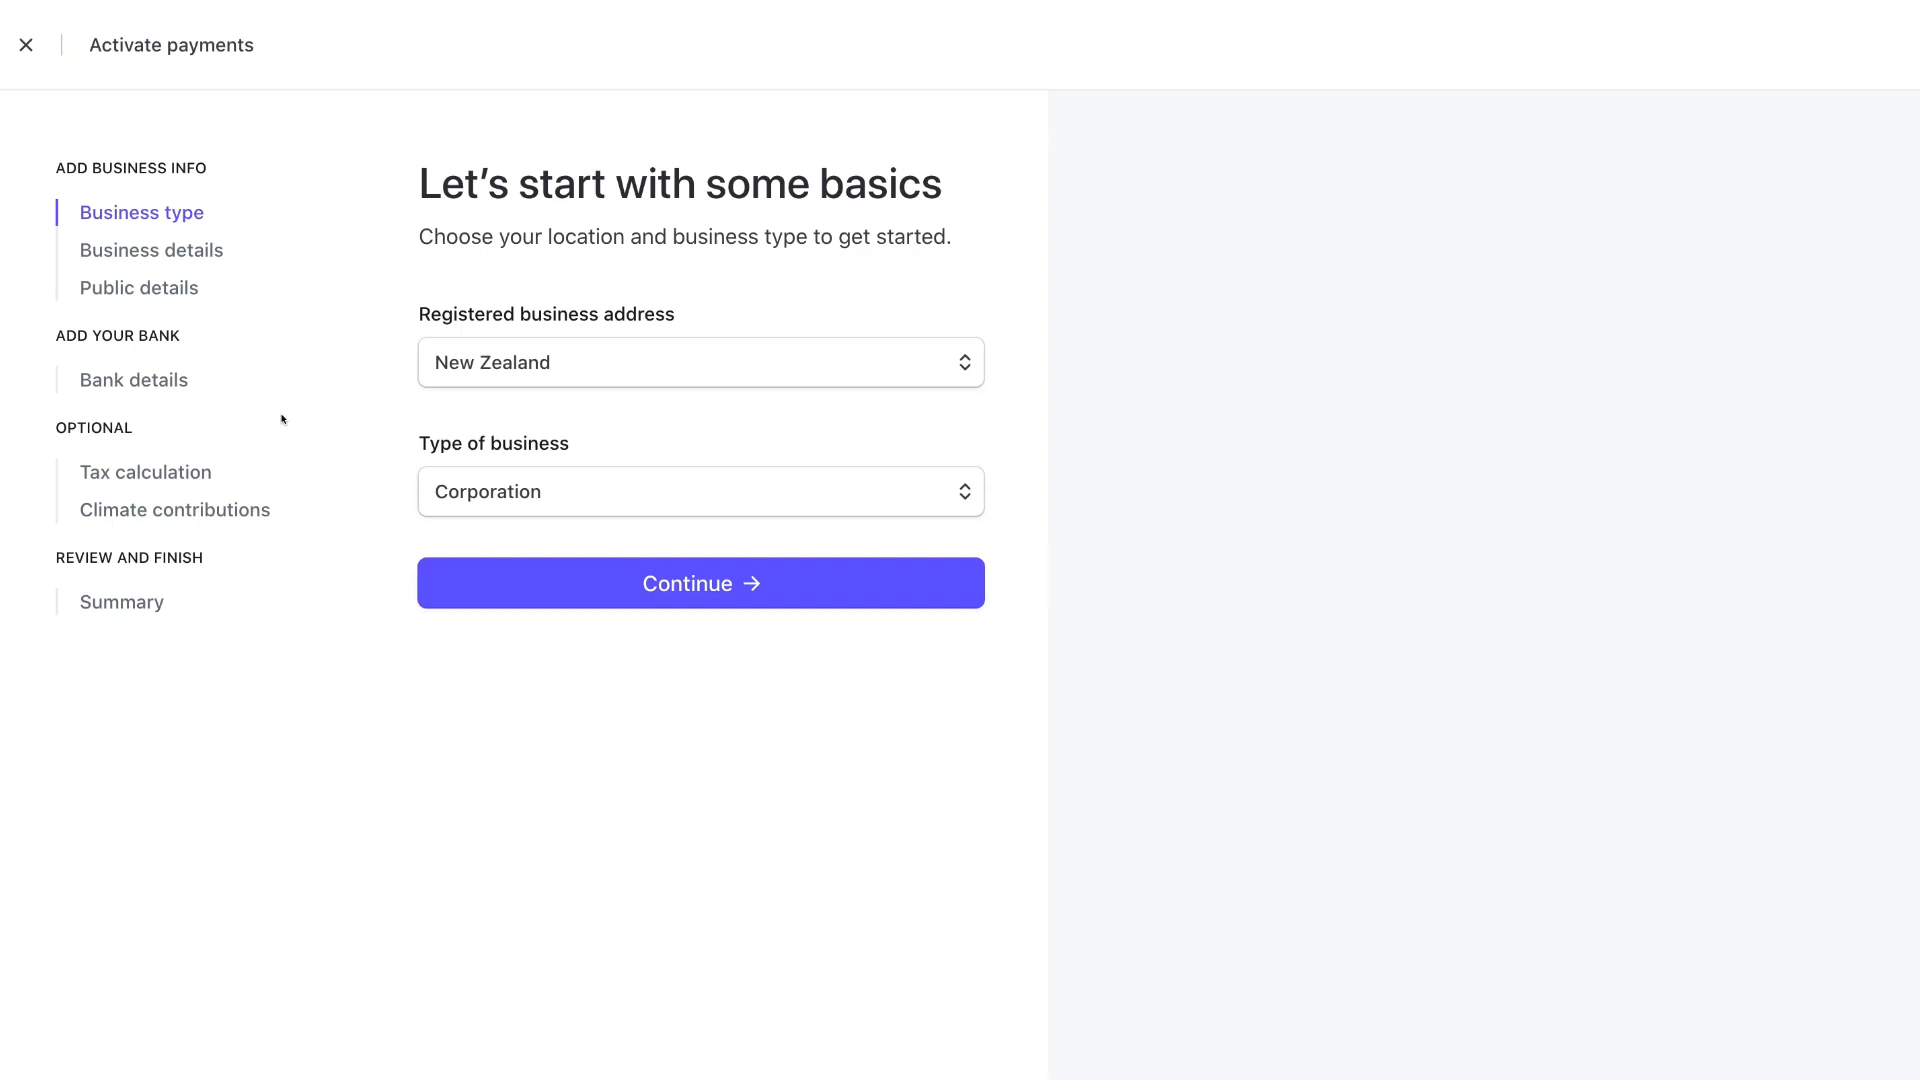 Activate payments
ADD BUSINESS INFO
Business type
Business details
Public details
ADD YOUR BANK
Bank details
OPTIONAL
Tax calculation
Climate contributions
REVIEW AND FINISH
Summary
Let’s start with some basics
Choose your location and business type to get started.
Registered business address
New Zealand
Type of business
Corporation
Continue →